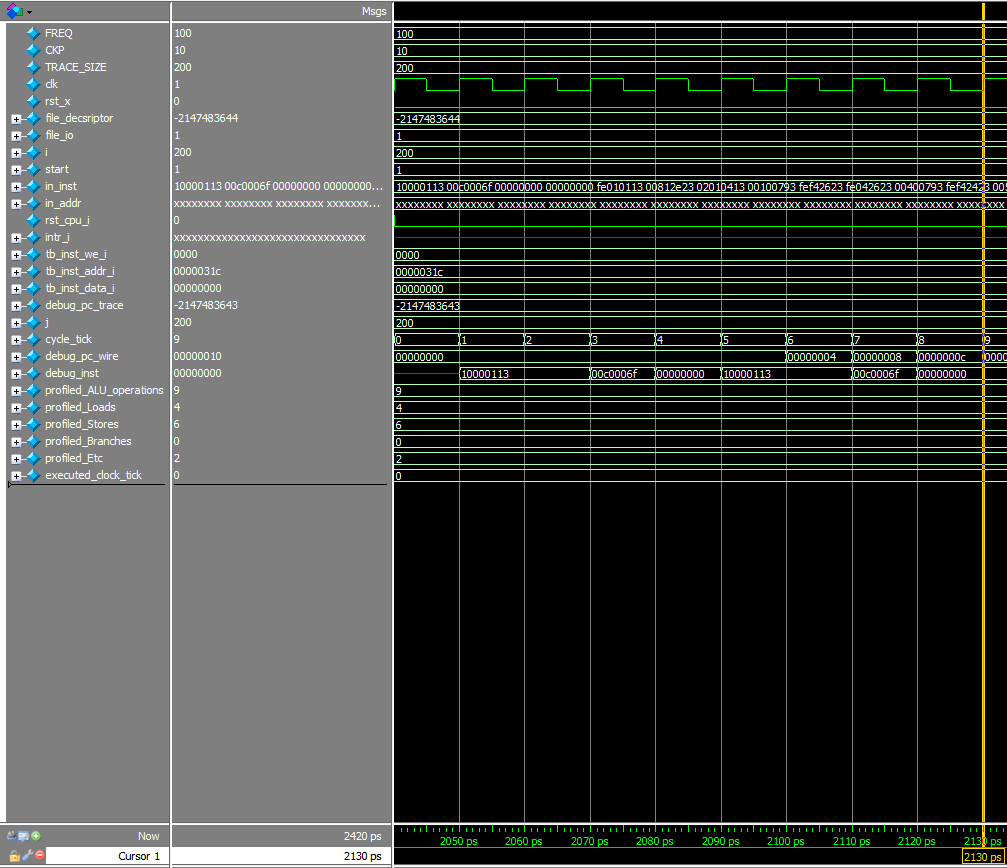 Msgs
FREQ 100 100
CKP 10 10
TRACE_SIZE 200 200
clk 1
rst_x 0
file_decsriptor -2147483644 -2147483644
file_io 1 1
i 200 200
start 1 1
in_inst 10000113 00c0006f 00000000 00000000... 10000113 00c0006f 00000000 00000000 fe010113 00812e23 02010413 00100793 fef42623 fe042623 00400793 fef42423 00
in_addr xxxxxxxx xxxxxxxx xxxxxxxx xxxxxxx... xxxxxxxx xxxxxxxx xxxxxxxx xxxxxxxx xxxxxxxx xxxxxxxx xxxxxxxx xxxxxxxx xxxxxxxx xxxxxxxx xxxxxxxx xxxxxxxx xxx
rst_cpu_i 0
intr_i xxxxxxxxxxxxxxxxxxxxxxxxxxxxxxxx
tb_inst_we_i 0000 0000
tb_inst_addr_i 0000031c 0000031c
tb_inst_data_i 00000000 00000000
debug_pc_trace -2147483643 -2147483643
j 200 200
cycle_tick 9 0 1 2 3 4 5 6 7 8 9
debug_pc_wire 00000010 00000000 00000004 00000008 0000000c 0000
debug_inst 00000000 10000113 00c0006f 00000000 10000113 00c0006f 00000000
profiled_ALU_operations 9 9
profiled_Loads 4 4
profiled_Stores 6 6
profiled_Branches 0 0
profiled_Etc 2 2
executed_clock_tick 0 0
Now 2420 ps 2050 ps 2060 ps 2070 ps 2080 ps 2090 ps 2100 ps 2110 ps 2120 ps 2130
Cursor 1 2130 ps 2130 ps